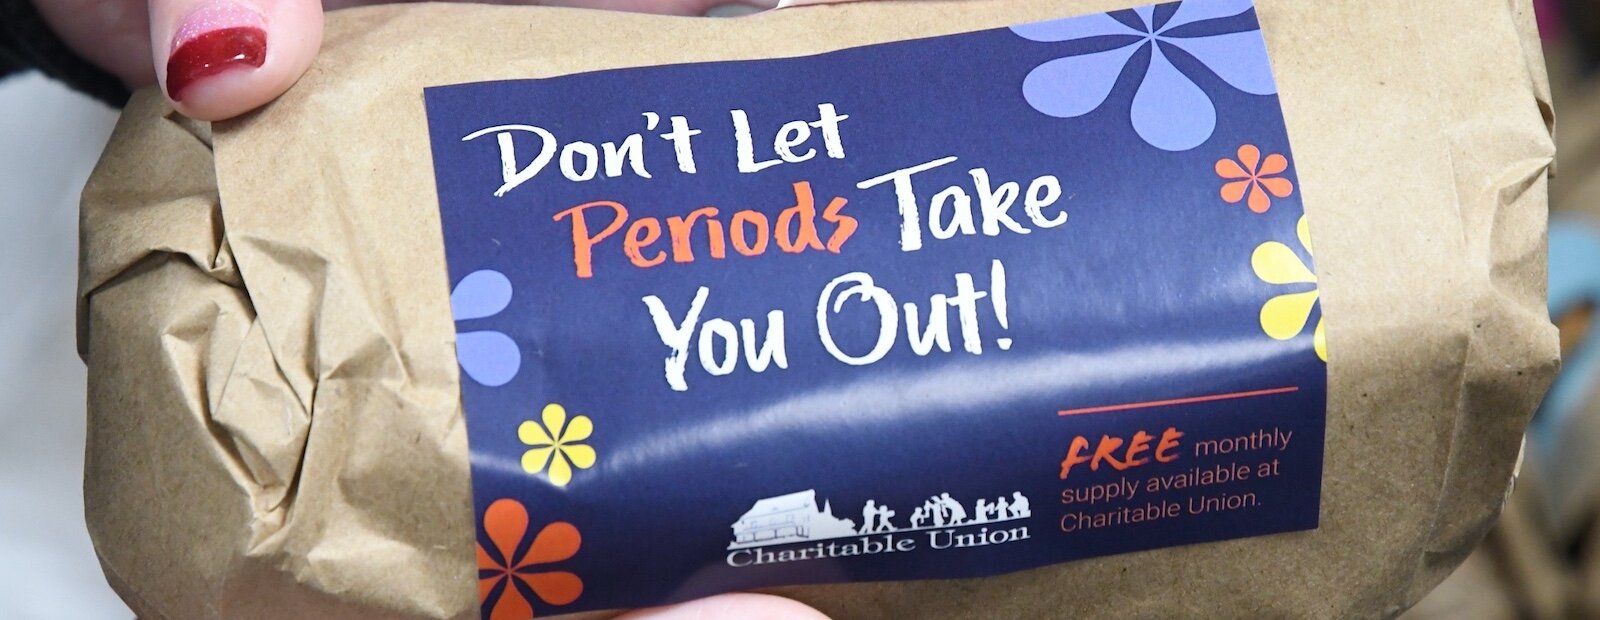 Don't Let
Periods Take
You Out!
FREE monthly
supply available at
Charitable Union.
Charitable Union